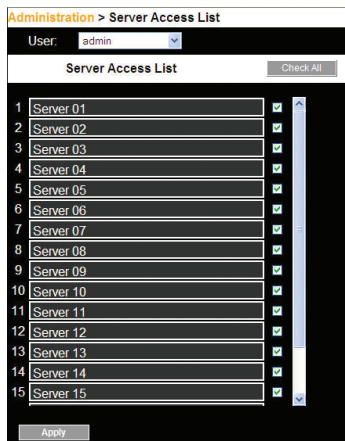 Administration > Server Access List
User: admin
Server Access List Check All
1 Server 01
2 Server 02
3 Server 03
4 Server 04
5 Server 05
6 Server 06
7 Server 07
8 Server 08
9 Server 09
10 Server 10
11 Server 11
12 Server 12
13 Server 13
14 Server 14
15 Server 15
Apply